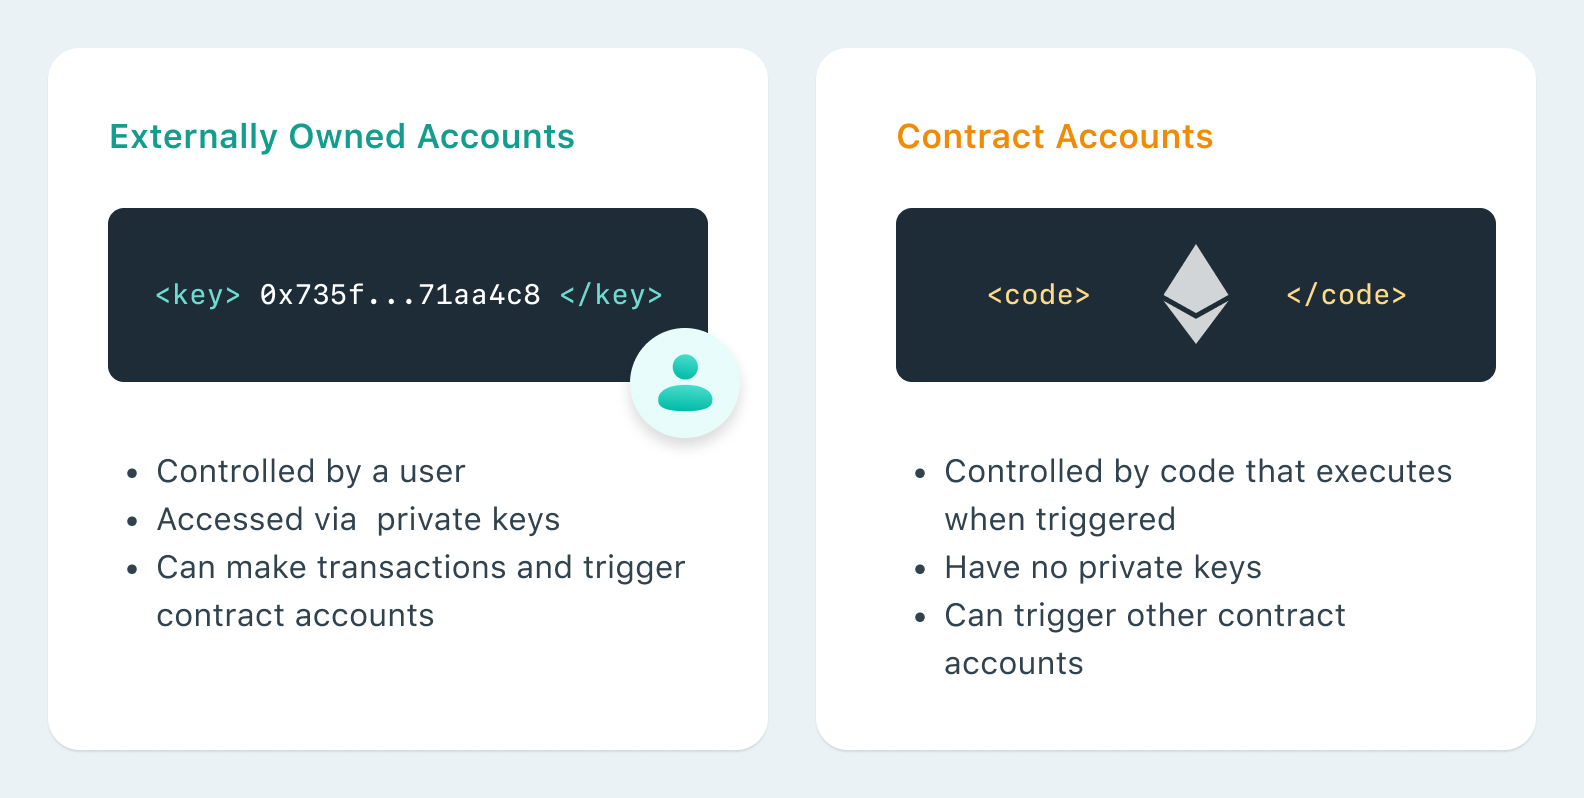 Externally Owned Accounts
<key> 0x735f...71aa4c8 </key>
• Controlled by a user
• Accessed via  private keys
• Can make transactions and trigger
contract accounts
Contract Accounts
<code> </code>
• Controlled by code that executes
when triggered
• Have no private keys
• Can trigger other contract
accounts